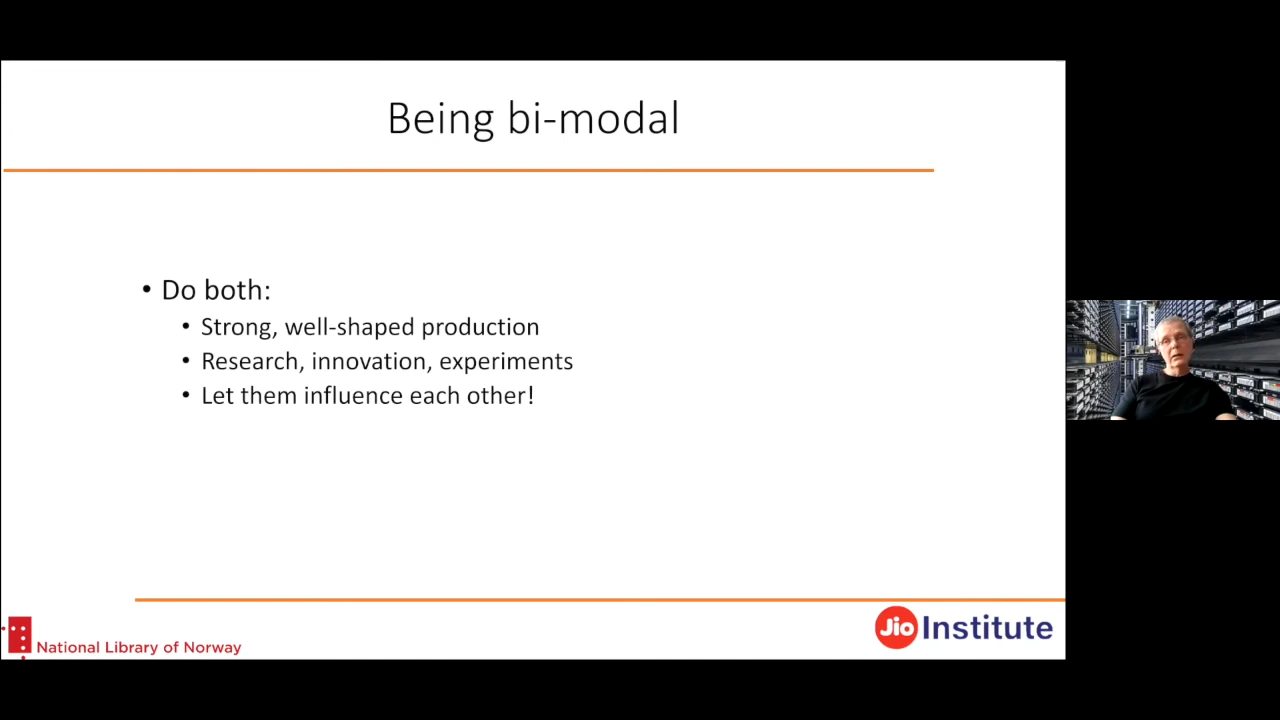 Being bi-modal
• Do both:
• Strong, well-shaped production
• Research, innovation, experiments
• Let them influence each other!
National Library of Norway
Jio Institute